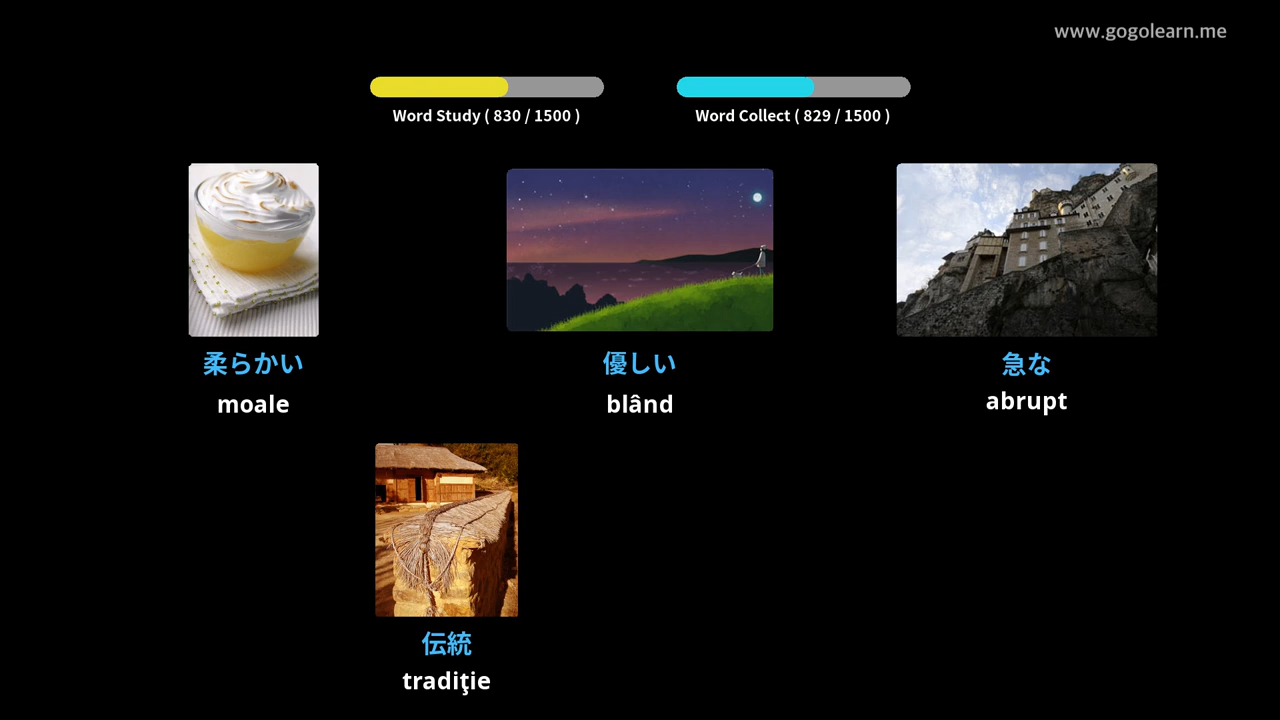 www.gogolearn.me
Word Study ( 830 / 1500 )
Word Collect ( 829 / 1500 )
柔らかい
moale
優しい
blând
急な
abrupt
伝統
tradiţie